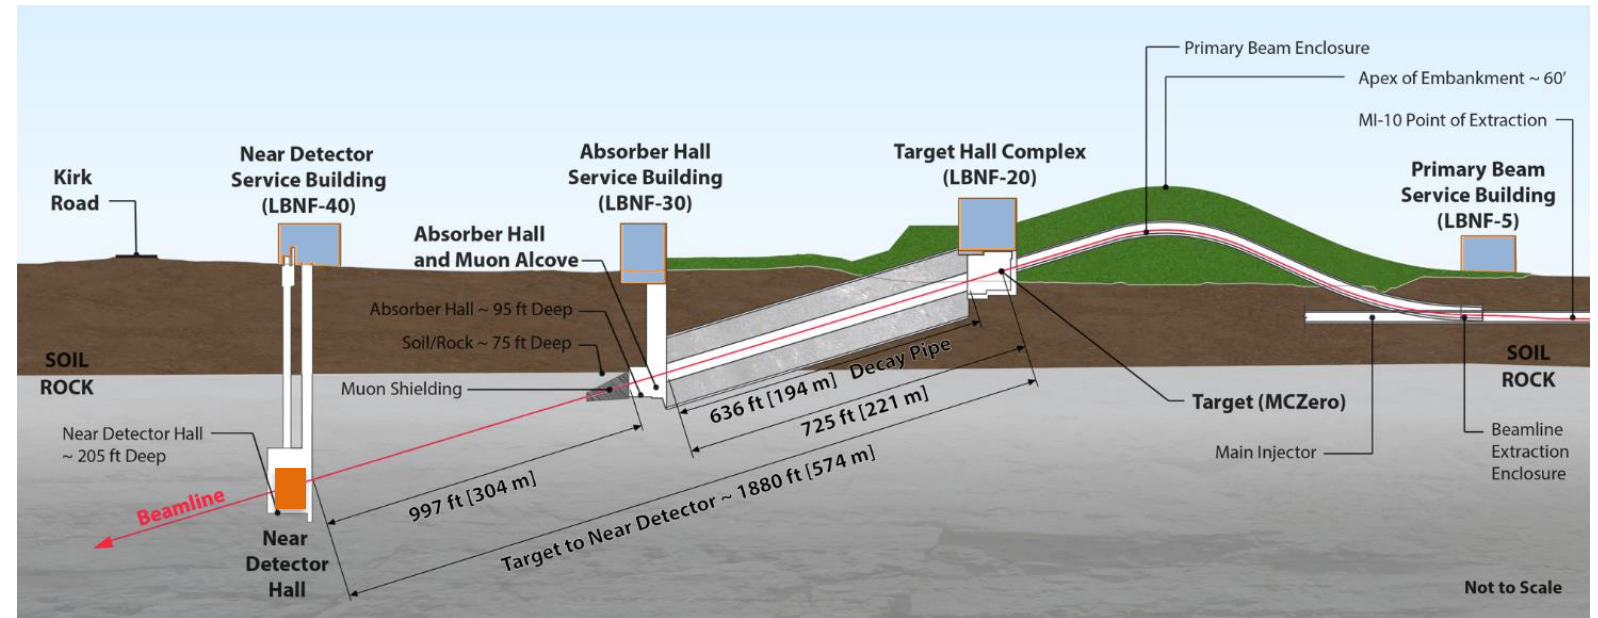 Primary Beam Enclosure
Apex of Embankment ~ 60’
MI-10 Point of Extraction
Near Detector
Service Building
(LBNF-40)
Absorber Hall
Service Building
(LBNF-30)
Target Hall Complex
(LBNF-20)
Primary Beam
Service Building
(LBNF-5)
Kirk
Road
Absorber Hall
and Muon Alcove
Absorber Hall ~ 95 ft Deep
Soil/Rock ~ 75 ft Deep
Muon Shielding
SOIL
ROCK
SOIL
ROCK
636 ft [194 m] Decay Pipe
725 ft [221 m]
Target to Near Detector ~ 1880 ft [574 m]
997 ft [304 m]
Target (MCZero)
Main Injector
Beamline
Extraction
Enclosure
Near Detector Hall
~ 205 ft Deep
Beamline
Near
Detector
Hall
Not to Scale